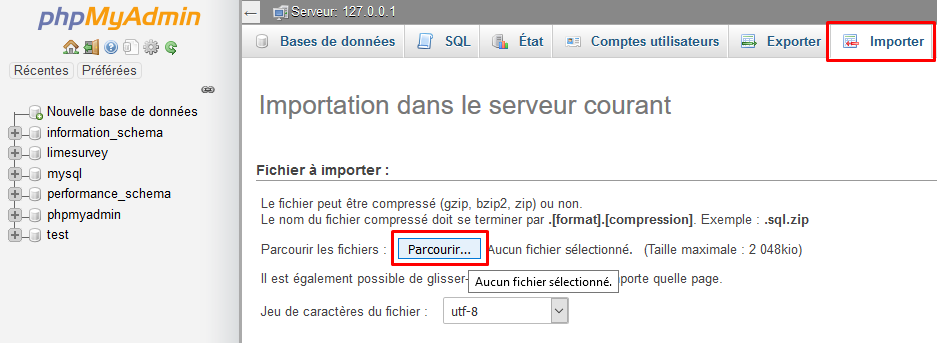 phpMyAdmin
Récentes Préférées
Nouvelle base de données
information_schema
limesurvey
mysql
performance_schema
phpmyadmin
test
Serveur: 127.0.0.1
Bases de données SQL État Comptes utilisateurs Exporter Importer
Importation dans le serveur courant
Fichier à importer :
Le fichier peut être compressé (gzip, bzip2, zip) ou non.
Le nom du fichier compressé doit se terminer par .[format].[compression]. Exemple : .sql.zip
Parcourir les fichiers : Parcourir... Aucun fichier sélectionné. (Taille maximale : 2 048kio)
Il est également possible de glisser- porte quelle page.
Aucun fichier sélectionné.
Jeu de caractères du fichier : utf-8